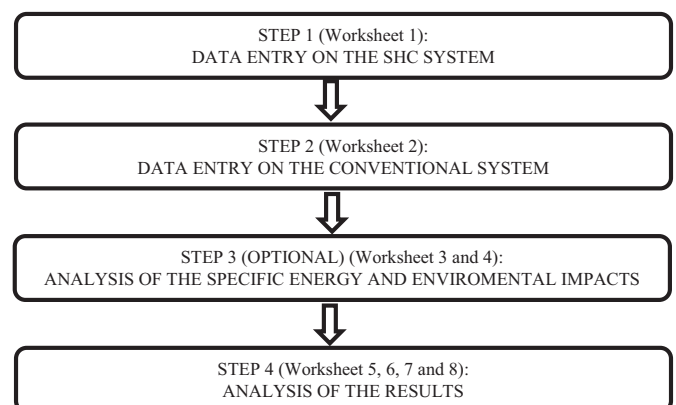 STEP 1 (Worksheet 1):
DATA ENTRY ON THE SHC SYSTEM
STEP 2 (Worksheet 2):
DATA ENTRY ON THE CONVENTIONAL SYSTEM
STEP 3 (OPTIONAL) (Worksheet 3 and 4):
ANALYSIS OF THE SPECIFIC ENERGY AND ENVIROMENTAL IMPACTS
STEP 4 (Worksheet 5, 6, 7 and 8):
ANALYSIS OF THE RESULTS